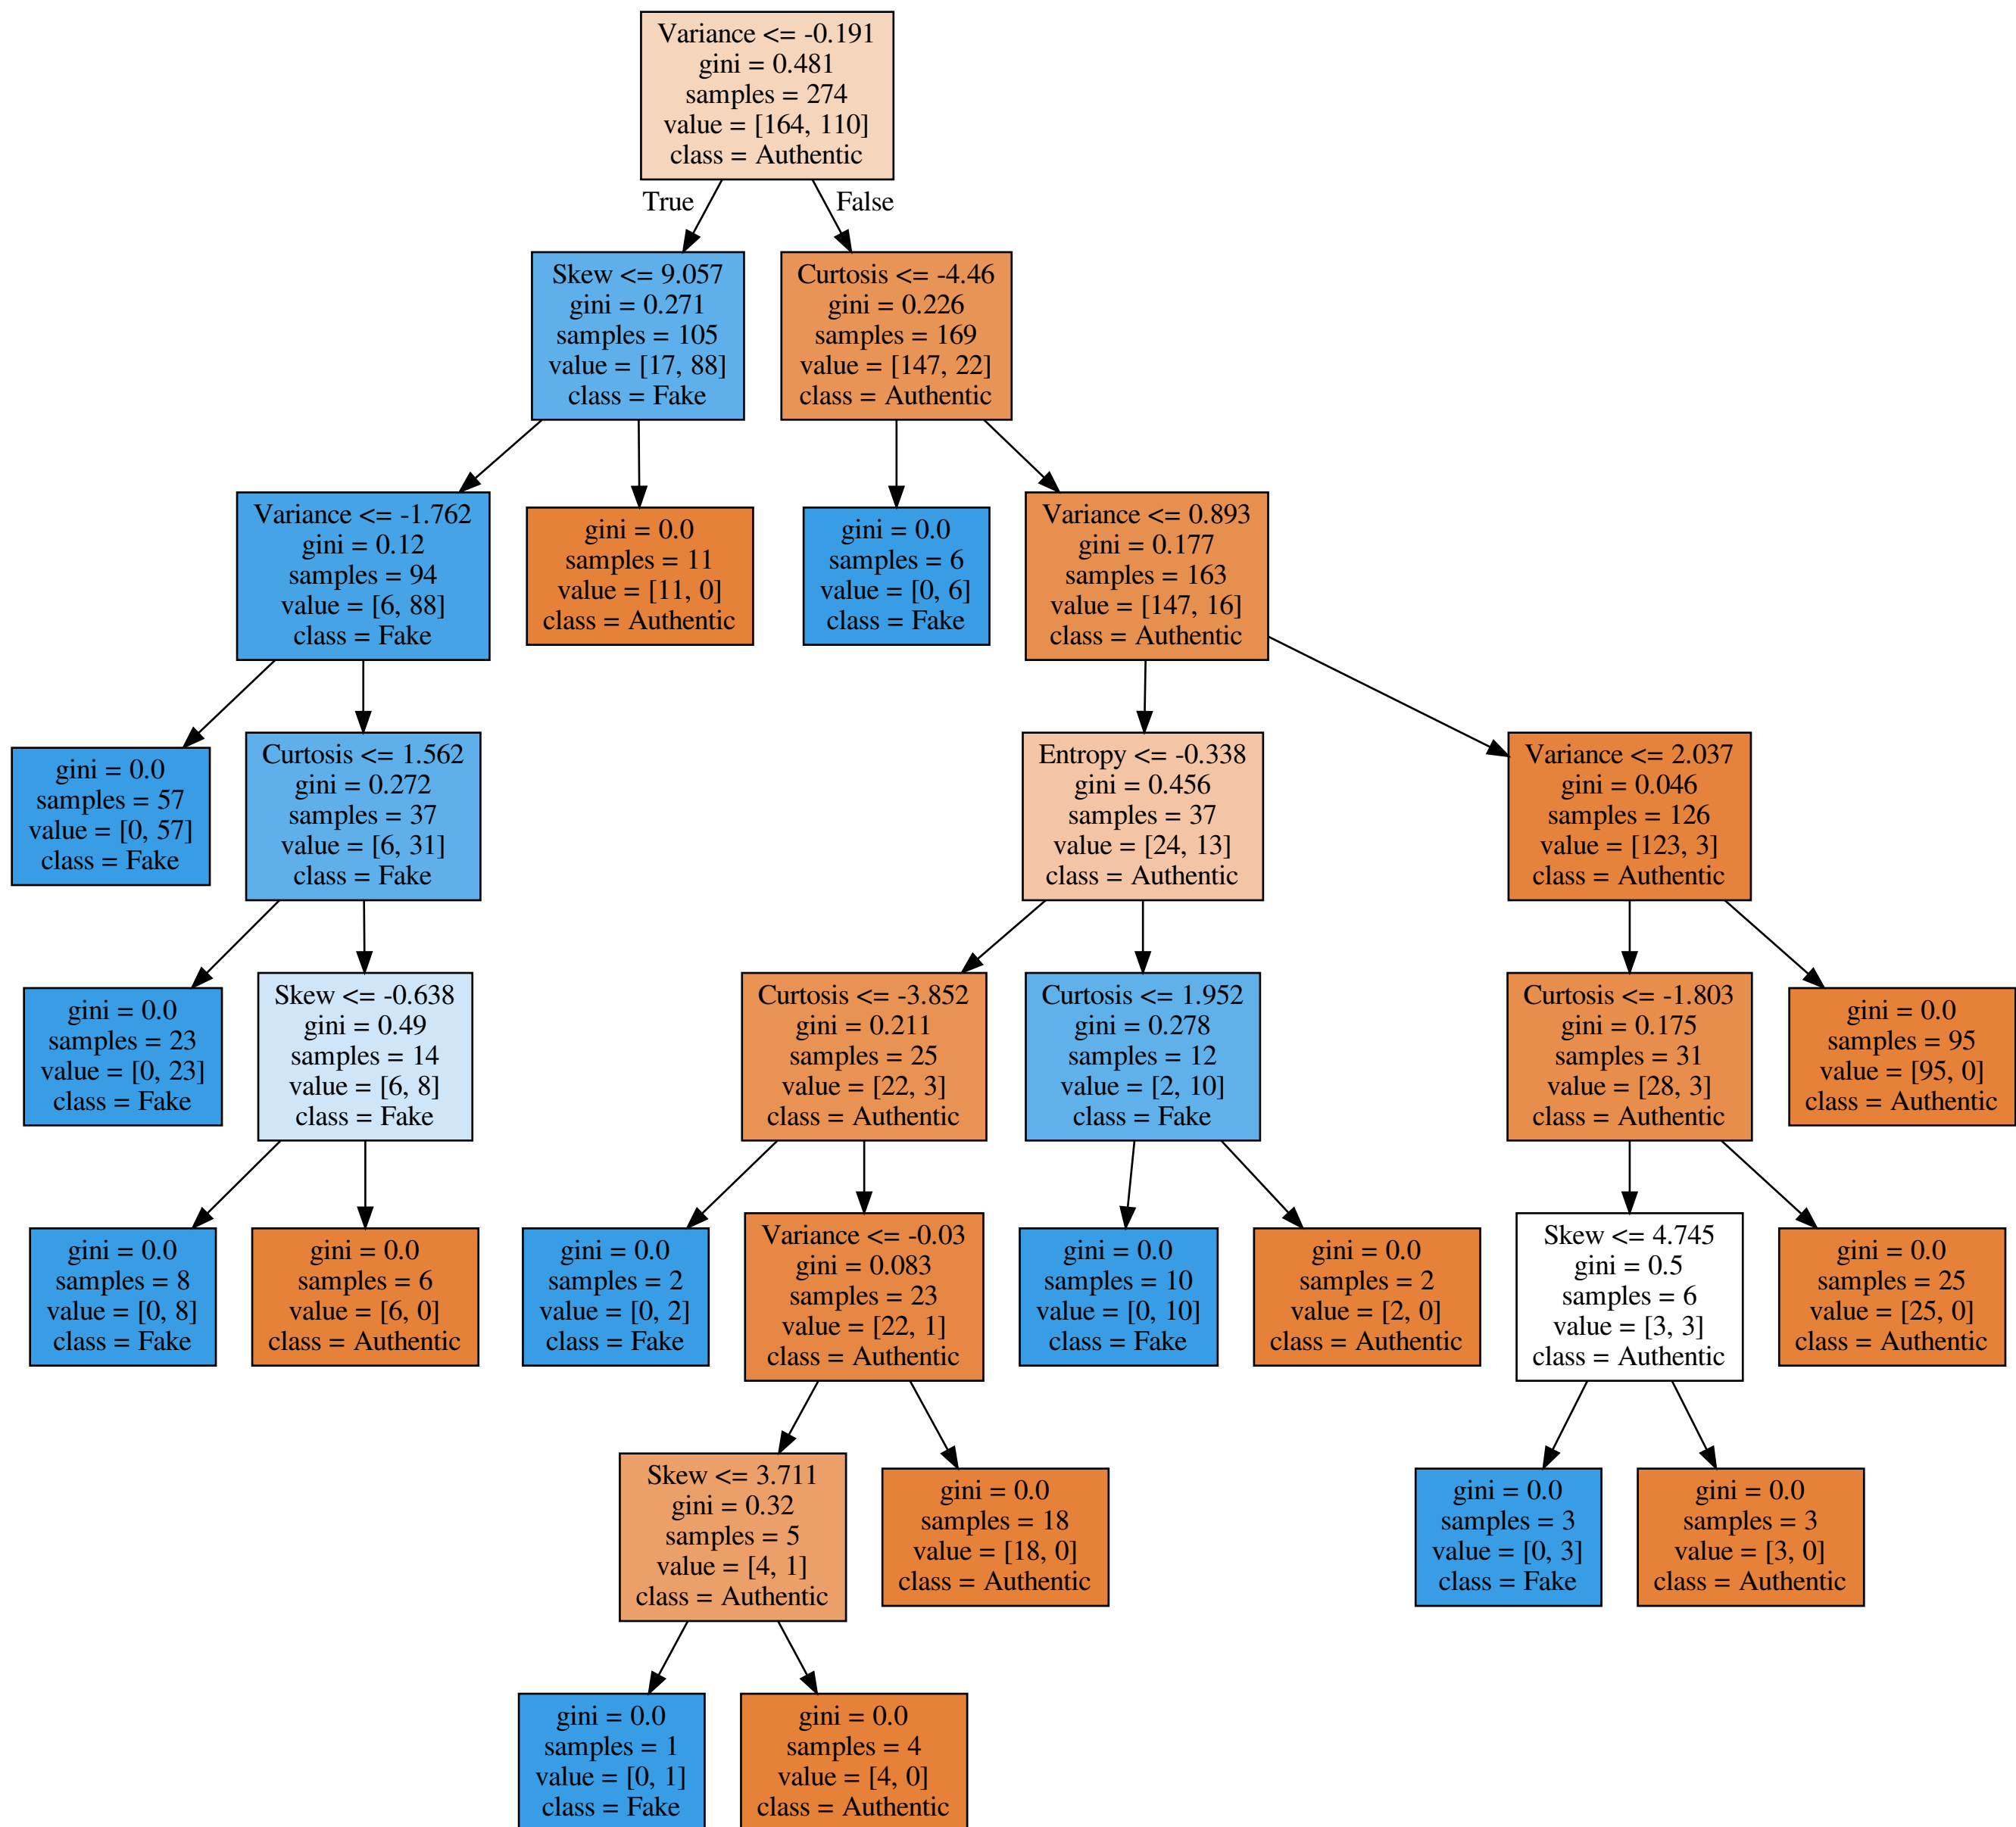 Variance <= -0.191
gini = 0.481
samples = 274
value = [164, 110]
class = Authentic
True
False
Skew <= 9.057
gini = 0.271
samples = 105
value = [17, 88]
class = Fake
Curtosis <= -4.46
gini = 0.226
samples = 169
value = [147, 22]
class = Authentic
Variance <= -1.762
gini = 0.12
samples = 94
value = [6, 88]
class = Fake
gini = 0.0
samples = 11
value = [11, 0]
class = Authentic
gini = 0.0
samples = 6
value = [0, 6]
class = Fake
Variance <= 0.893
gini = 0.177
samples = 163
value = [147, 16]
class = Authentic
gini = 0.0
samples = 57
value = [0, 57]
class = Fake
Curtosis <= 1.562
gini = 0.272
samples = 37
value = [6, 31]
class = Fake
Entropy <= -0.338
gini = 0.456
samples = 37
value = [24, 13]
class = Authentic
Variance <= 2.037
gini = 0.046
samples = 126
value = [123, 3]
class = Authentic
gini = 0.0
samples = 23
value = [0, 23]
class = Fake
Skew <= -0.638
gini = 0.49
samples = 14
value = [6, 8]
class = Fake
Curtosis <= -3.852
gini = 0.211
samples = 25
value = [22, 3]
class = Authentic
Curtosis <= 1.952
gini = 0.278
samples = 12
value = [2, 10]
class = Fake
Curtosis <= -1.803
gini = 0.175
samples = 31
value = [28, 3]
class = Authentic
gini = 0.0
samples = 95
value = [95, 0]
class = Authentic
gini = 0.0
samples = 8
value = [0, 8]
class = Fake
gini = 0.0
samples = 6
value = [6, 0]
class = Authentic
gini = 0.0
samples = 2
value = [0, 2]
class = Fake
Variance <= -0.03
gini = 0.083
samples = 23
value = [22, 1]
class = Authentic
gini = 0.0
samples = 10
value = [0, 10]
class = Fake
gini = 0.0
samples = 2
value = [2, 0]
class = Authentic
Skew <= 4.745
gini = 0.5
samples = 6
value = [3, 3]
class = Authentic
gini = 0.0
samples = 25
value = [25, 0]
class = Authentic
Skew <= 3.711
gini = 0.32
samples = 5
value = [4, 1]
class = Authentic
gini = 0.0
samples = 18
value = [18, 0]
class = Authentic
gini = 0.0
samples = 3
value = [0, 3]
class = Fake
gini = 0.0
samples = 3
value = [3, 0]
class = Authentic
gini = 0.0
samples = 1
value = [0, 1]
class = Fake
gini = 0.0
samples = 4
value = [4, 0]
class = Authentic